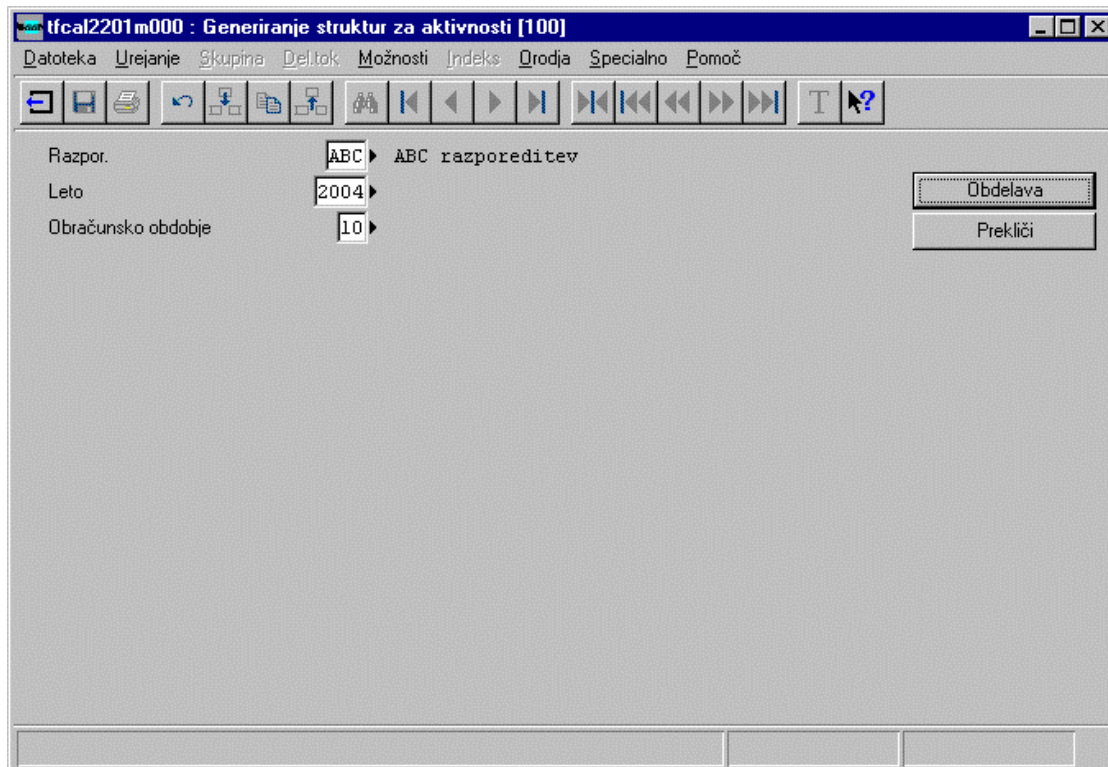 tfcal2201m000 : Generiranje struktur za aktivnosti [100]
Datoteka Urejanje Skupina Del.tok Možnosti Indeks Orodja Specialno Pomoč
T ?
Razpor. ABC ABC razporeditev
Leto 2004
Obdelava
Obračunsko obdobje 10
Prekliči